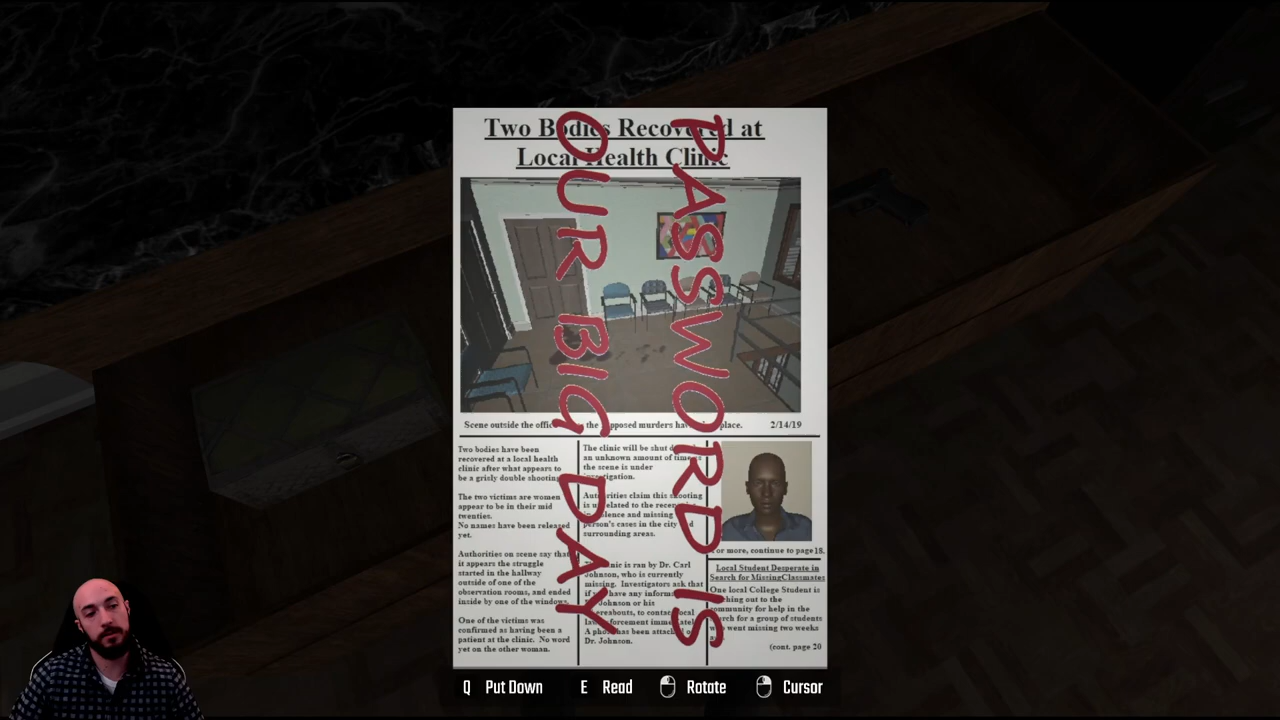 Two Bodies Recovered at
Local Health Clinic
PASSWORD IS
OUR BIG DAY
Scene outside the the supposed murders have place. 2/14/19
Two bodies have been
recovered at a local health
clinic after what appears to
be a grisly double shooting
The two victims are women
appear to be in their mid
twenties.
No names have been released
yet.
Authorities on scene say that
it appears the struggle
started in the hallway
outside of one of the
observation rooms, and ended
inside by one of the windows.
One of the victims was
confirmed as having been a
patient at the clinic. No word
yet on the other woman.
The clinic will be shut
an unknown amount of time
the scene is under
investigation.
Authorities claim this shooting
is unrelated to the recent
violence and missing
person's cases in the city and
surrounding areas.
The clinic is ran by Dr. Carl
Johnson, who is currently
missing. Investigators ask that
if you have any information
Johnson or his
whereabouts, to contact local
law enforcement immediately
A photo has been attached
Dr. Johnson.
For more, continue to page 18.
Local Student Desperate in
Search for MissingClassmates
One local College Student is
reaching out to the
community for help in the
search for a group of students
who went missing two weeks
(cont. page 20
Q Put Down E Read Rotate Cursor